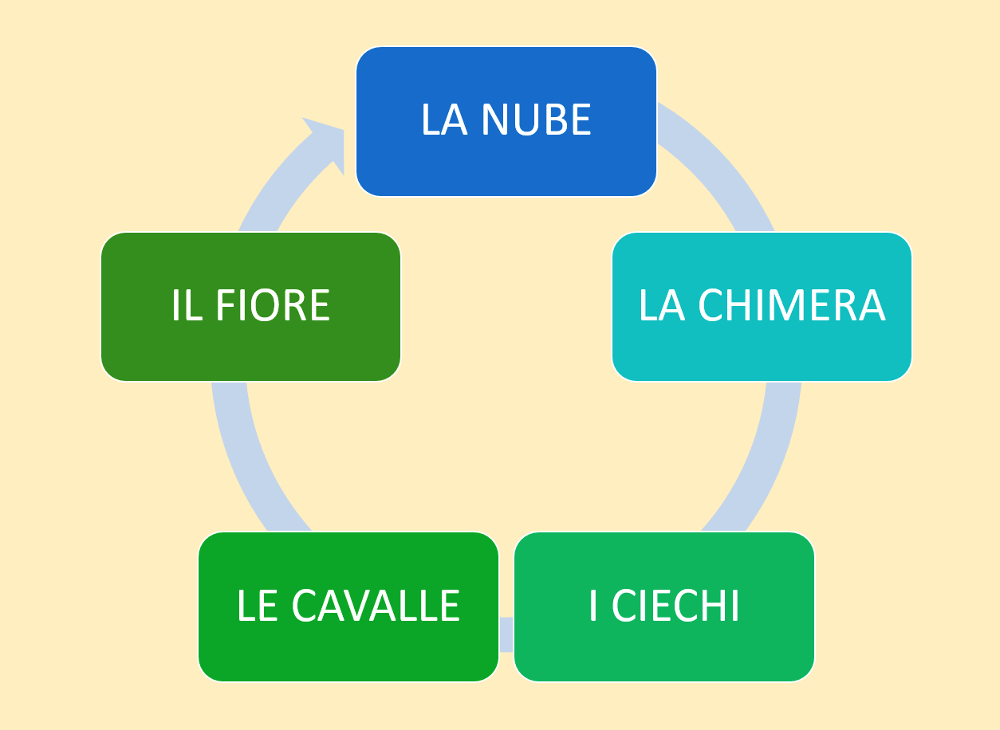 LA NUBE
LA CHIMERA
I CIECHI
LE CAVALLE
IL FIORE